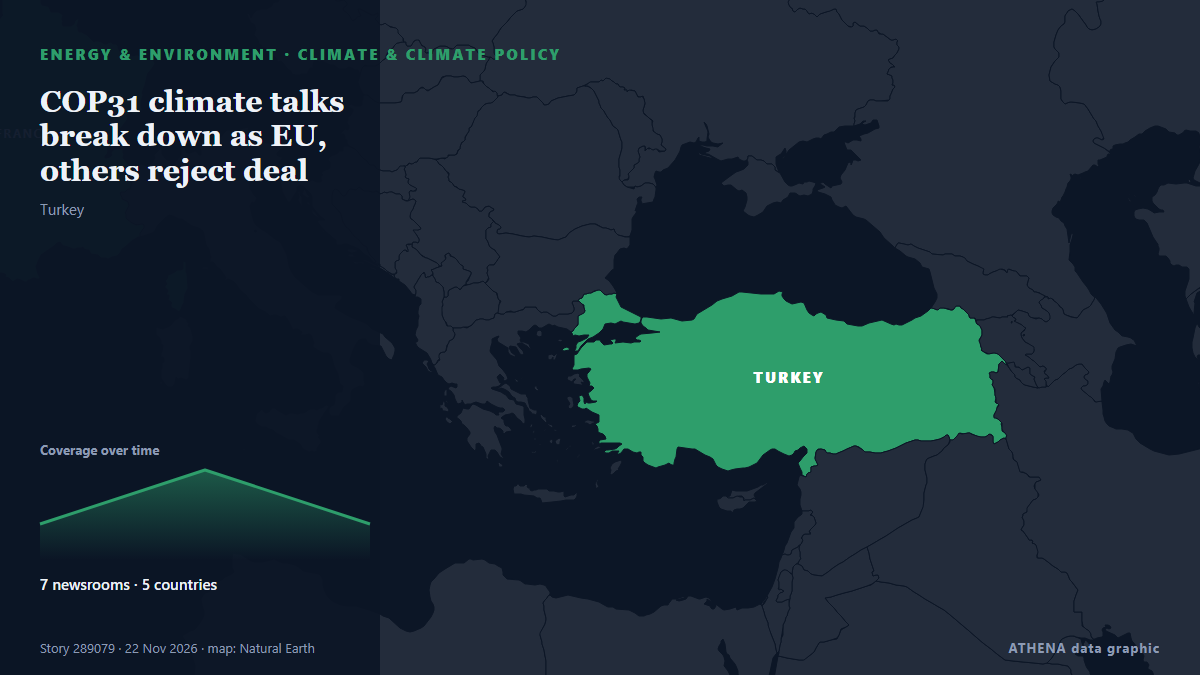 ENERGY & ENVIRONMENT · CLIMATE & CLIMATE POLICY
COP31 climate talks
break down as EU,
others reject deal
Turkey
TURKEY
Coverage over time
7 newsrooms · 5 countries
Story 289079 · 22 Nov 2026 · map: Natural Earth
ATHENA data graphic